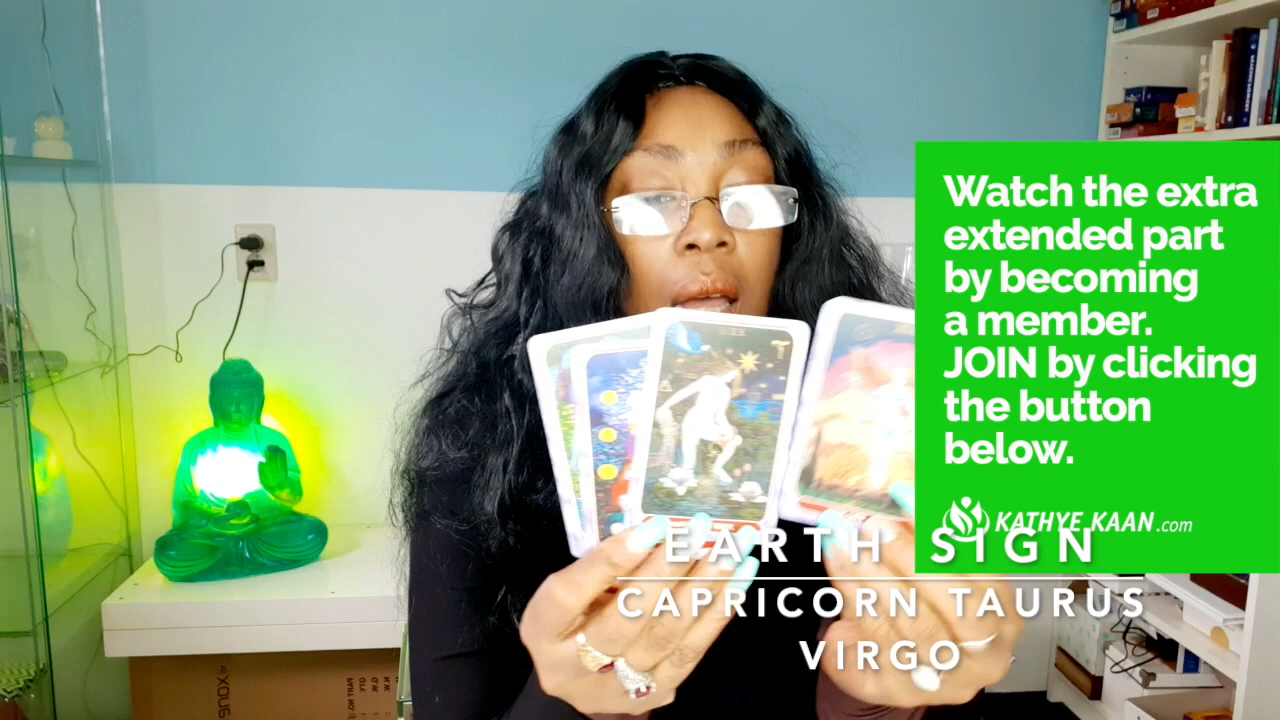 Watch the extra
extended part
by becoming
a member.
JOIN by clicking
the button
below.
KATHYE KAAN.com
EARTH SIGN
CAPRICORN TAURUS
VIRGO